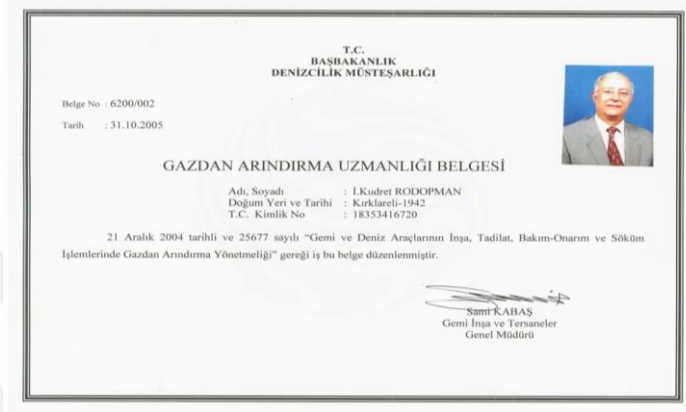 T.C.
BAŞBAKANLIK
DENİZCİLİK MÜSTEŞARLIĞI
Belge No : 6200/002
Tarih : 31.10.2005
GAZDAN ARINDIRMA UZMANLIĞI BELGESİ
Adı, Soyadı : İ.Kudret RODOPMAN
Doğum Yeri ve Tarihi : Kırklareli-1942
T.C. Kimlik No : 18353416720
21 Aralık 2004 tarihli ve 25677 sayılı “Gemi ve Deniz Araçlarının İnşa, Tadilat, Bakım-Onarım ve Söküm
İşlemlerinde Gazdan Arındırma Yönetmeliği” gereği iş bu belge düzenlenmiştir.
Sami KABAŞ
Gemi İnşa ve Tersaneler
Genel Müdürü